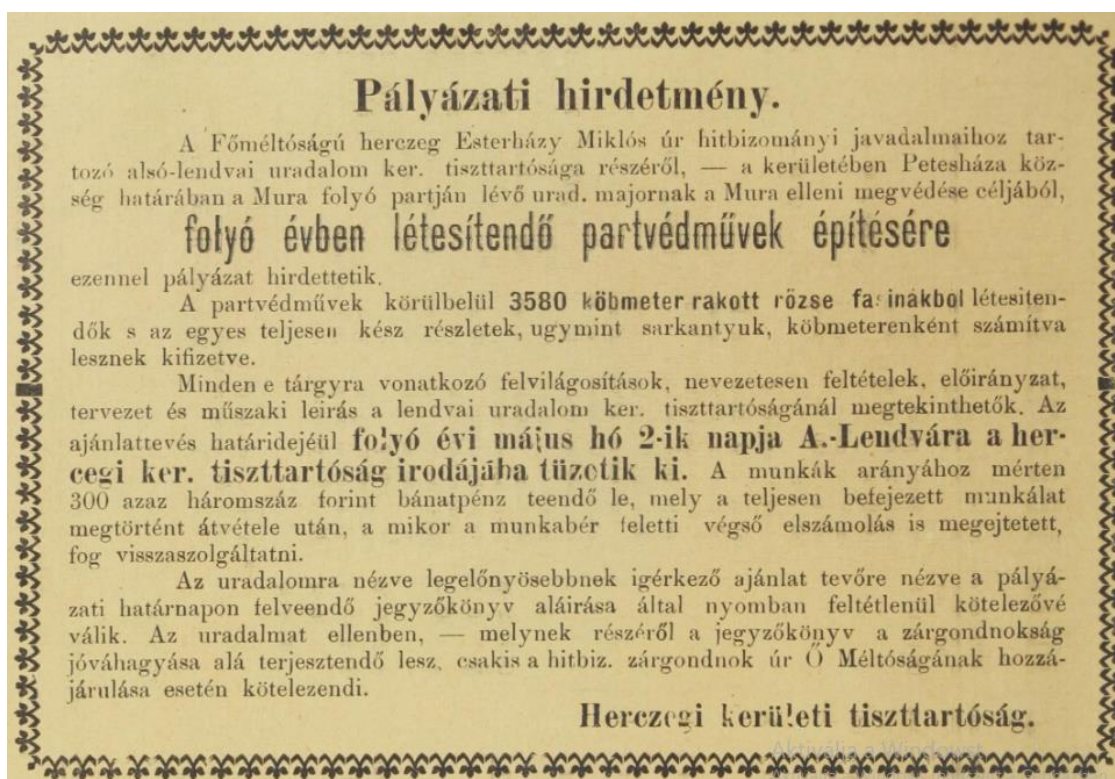 Pályázati hirdetmény.
A Főméltóságú herczeg Esterházy Miklós úr hitbizományi javadalmaihoz tar-
tozó alsó-lendvai uradalom ker. tiszttartósága részéről, — a kerületében Petesháza köz-
ség határában a Mura folyó partján lévő urad. majornak a Mura elleni megvédése céljából,
folyó évben létesítendő partvédművek építésére
ezennel pályázat hirdettetik.
A partvédművek körülbelül 3580 köbmeter rakott rőzse fasinákbol létesiten-
dők s az egyes teljesen kész részletek, ugymint sarkantyuk, köbmeterenként számítva
lesznek kifizetve.
Minden e tárgyra vonatkozó felvilágosítások, nevezetesen feltételek, előirányzat,
tervezet és műszaki leirás a lendvai uradalom ker. tiszttartóságánál megtekinthetők. Az
ajánlattevés határidejéül folyó évi május hó 2-ik napja A.-Lendvára a her-
cegi ker. tiszttartóság irodájába tüzetik ki. A munkák arányához mérten
300 azaz háromszáz forint bánatpénz teendő le, mely a teljesen befejezett munkálat
megtörtént átvétele után, a mikor a munkabér feletti végső elszámolás is megejtetett,
fog visszaszolgáltatni.
Az uradalomra nézve legelőnyösebbnek igérkező ajánlat tevőre nézve a pályá-
zati határnapon felveendő jegyzőkönyv aláirása által nyomban feltétlenül kötelezővé
válik. Az uradalmat ellenben, — melynek részéről a jegyzőkönyv a zárgondnokság
jóváhagyása alá terjesztendő lesz, csakis a hitbiz. zárgondnok úr Ő Méltóságának hozzá-
járulása esetén kötelezendi.
Herczegi kerületi tiszttartóság.
Aktiválja a Windowst